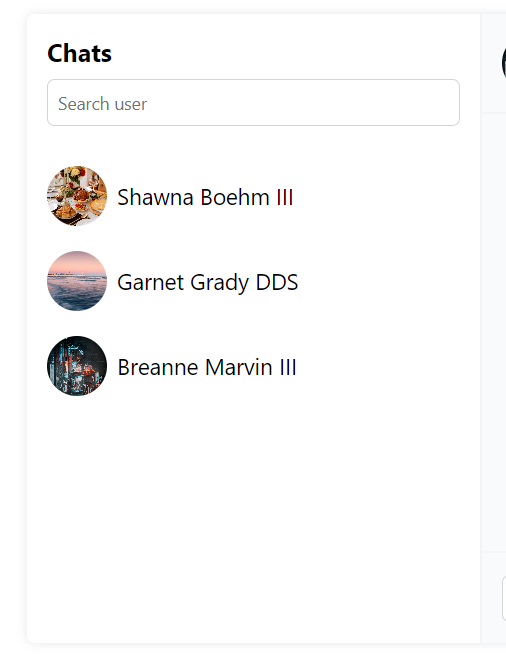 Chats
Search user
Shawna Boehm III
Garnet Grady DDS
Breanne Marvin III